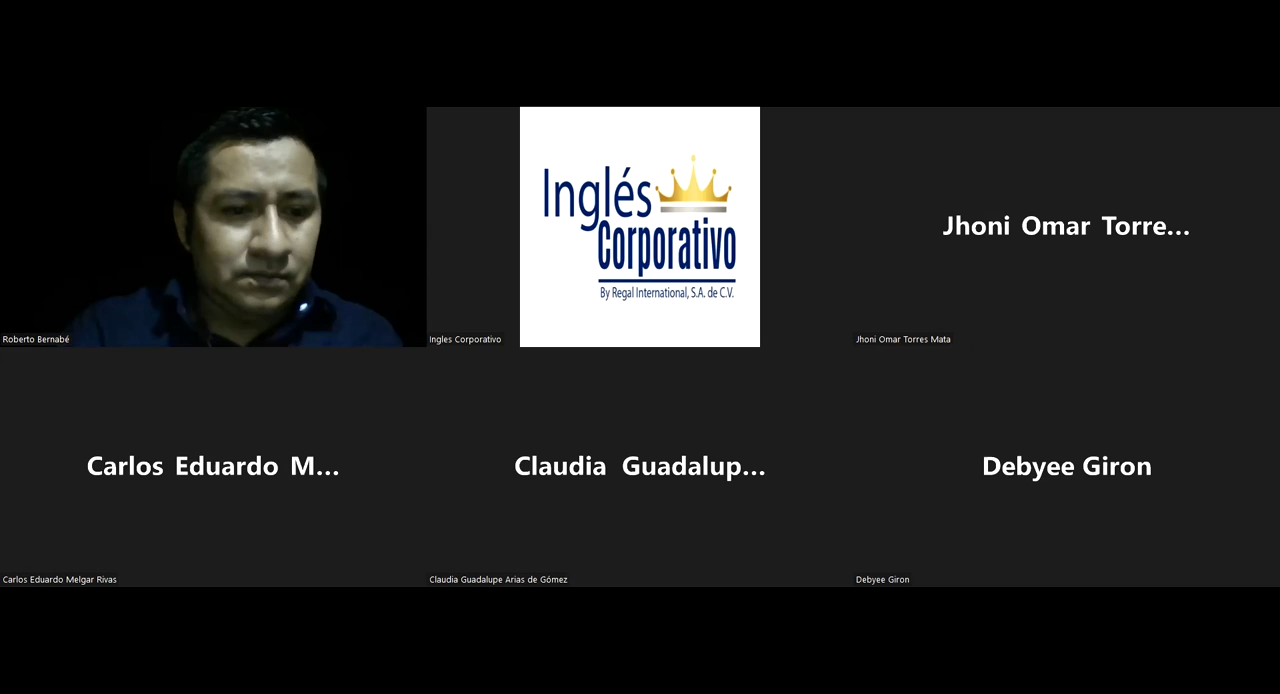 Inglés
Corporativo
By Regal International, S.A. de C.V.
Jhoni Omar Torre...
Roberto Bernabé
Ingles Corporativo
Jhoni Omar Torres Mata
Carlos Eduardo M...
Claudia Guadalup...
Debyee Giron
Carlos Eduardo Melgar Rivas
Claudia Guadalupe Arias de Gómez
Debyee Giron